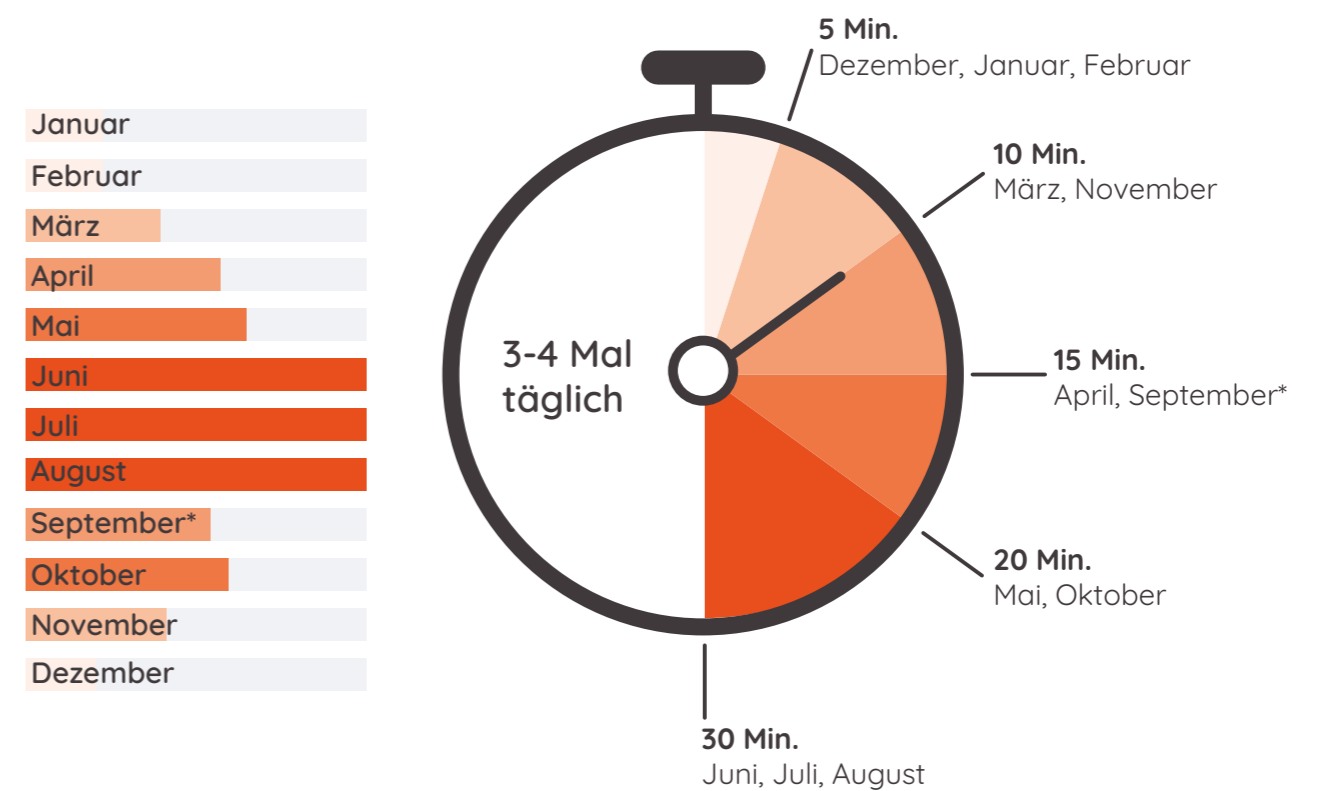 Januar
Februar
März
April
Mai
Juni
Juli
August
September*
Oktober
November
Dezember
3-4 Mal
täglich
5 Min.
Dezember, Januar, Februar
10 Min.
März, November
15 Min.
April, September*
20 Min.
Mai, Oktober
30 Min.
Juni, Juli, August